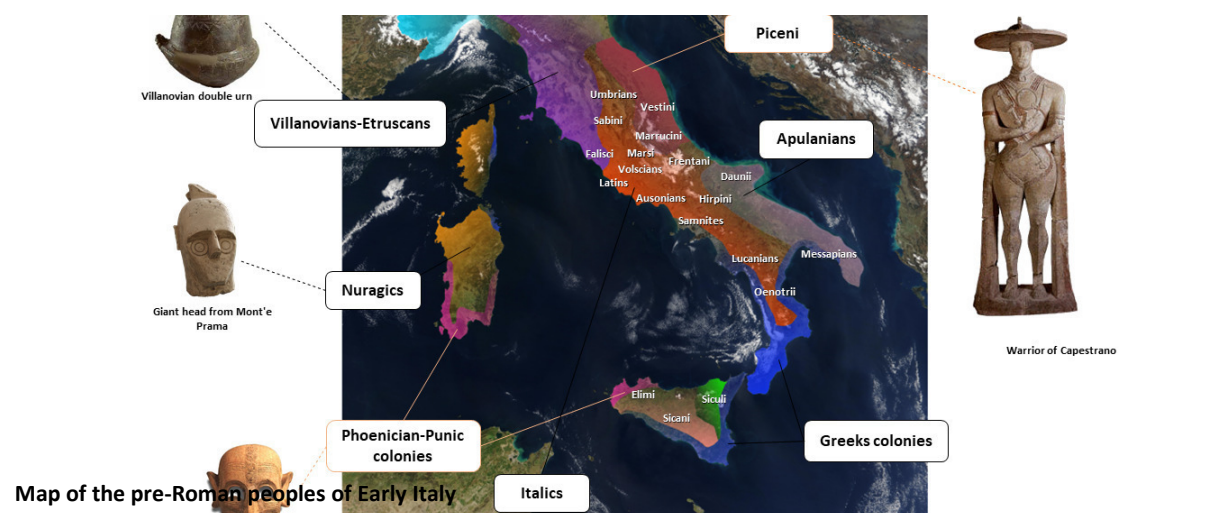 Piceni
Villanovian double urn
Villanovians-Etruscans
Umbrians
Vestini
Sabini
Marrucini
Apulanians
Falisci
Marsi
Frentani
Volscians
Daunii
Latins
Ausonians
Hirpini
Samnites
Messapians
Lucanians
Nuragics
Oenotrii
Giant head from Mont'e
Prama
Warrior of Capestrano
Elimi
Siculi
Sicani
Phoenician-Punic
colonies
Greeks colonies
Map of the pre-Roman peoples of Early Italy
Italics